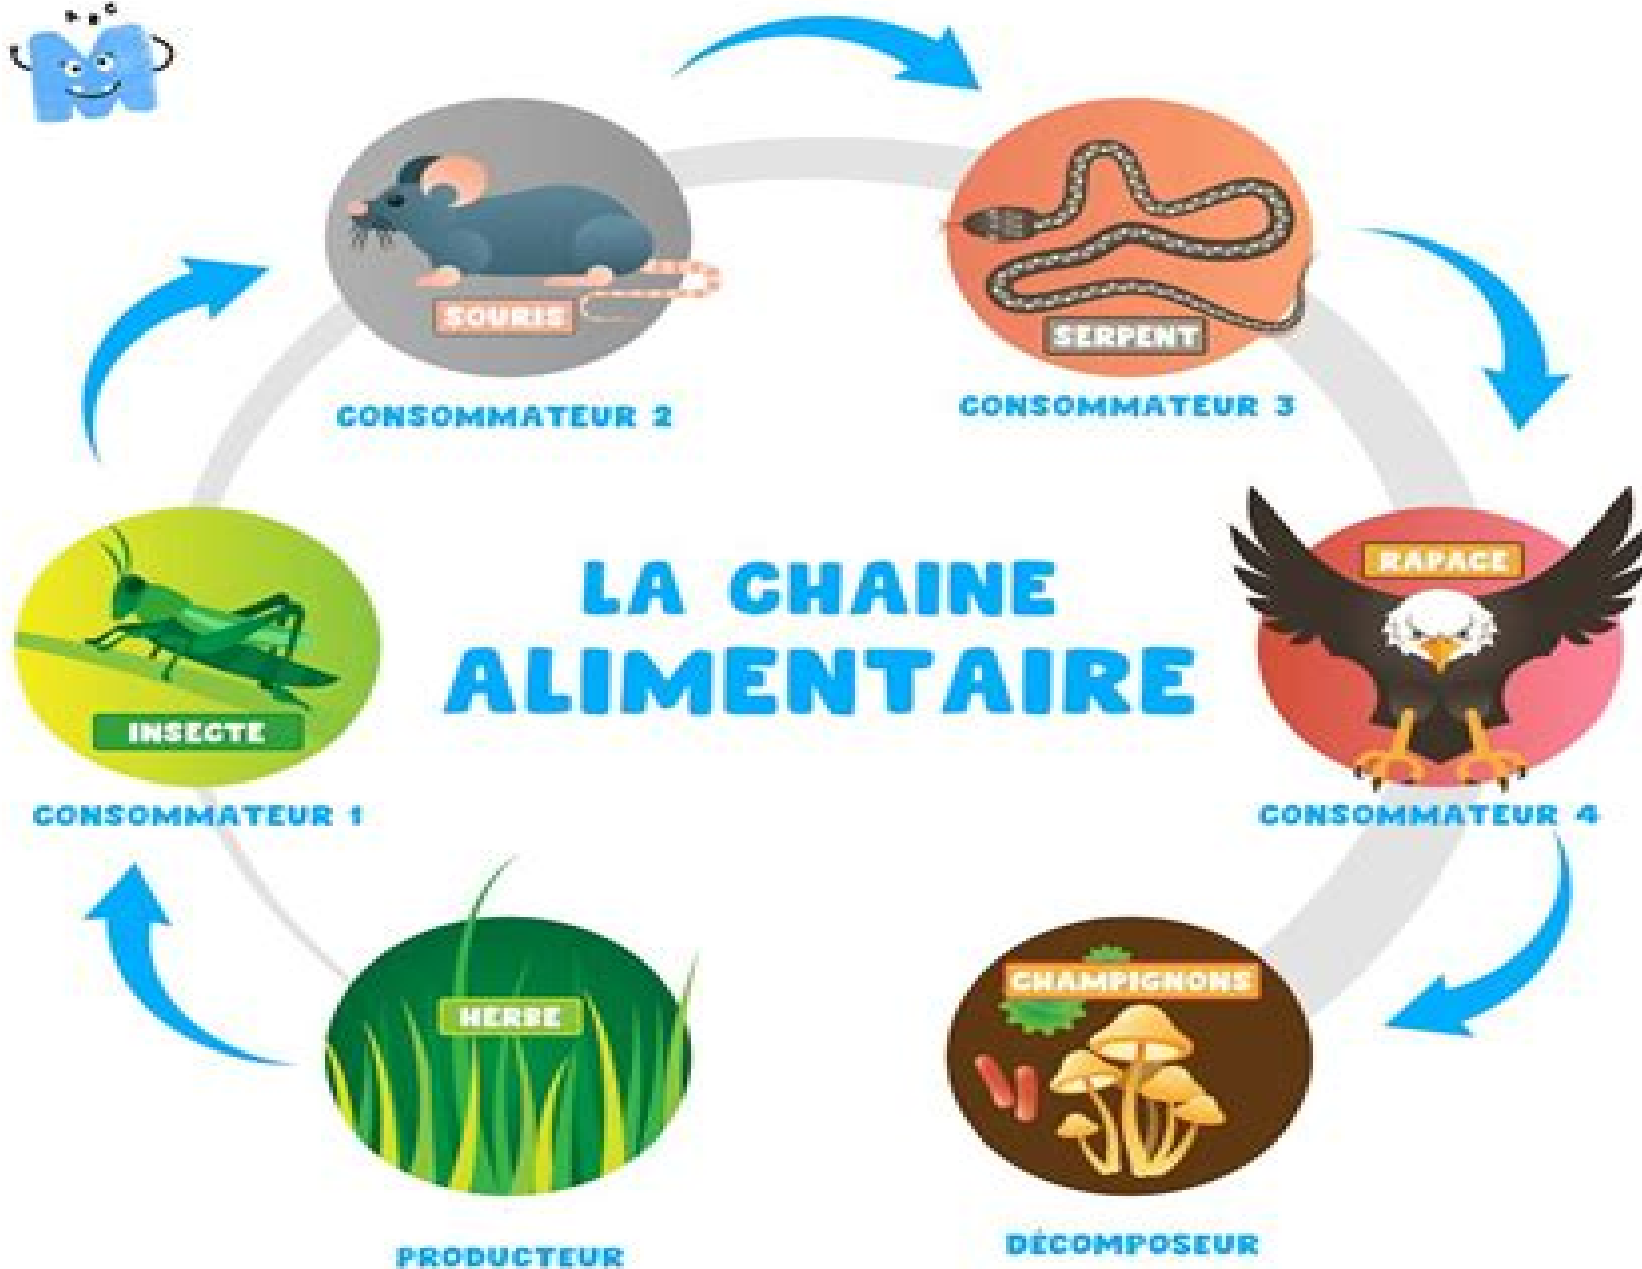 SOURIS
CONSOMMATEUR 2
SERPENT
CONSOMMATEUR 3
RAPACE
CONSOMMATEUR 4
LA CHAINE
ALIMENTAIRE
INSECTE
CONSOMMATEUR 1
HERBE
PRODUCTEUR
CHAMPIGNONS
DÉCOMPOSEUR